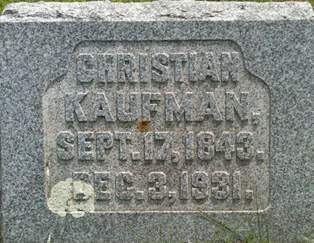 CHRISTIAN
KAUFMAN,
SEPT. 17, 1843.
DEC. 3, 1931.